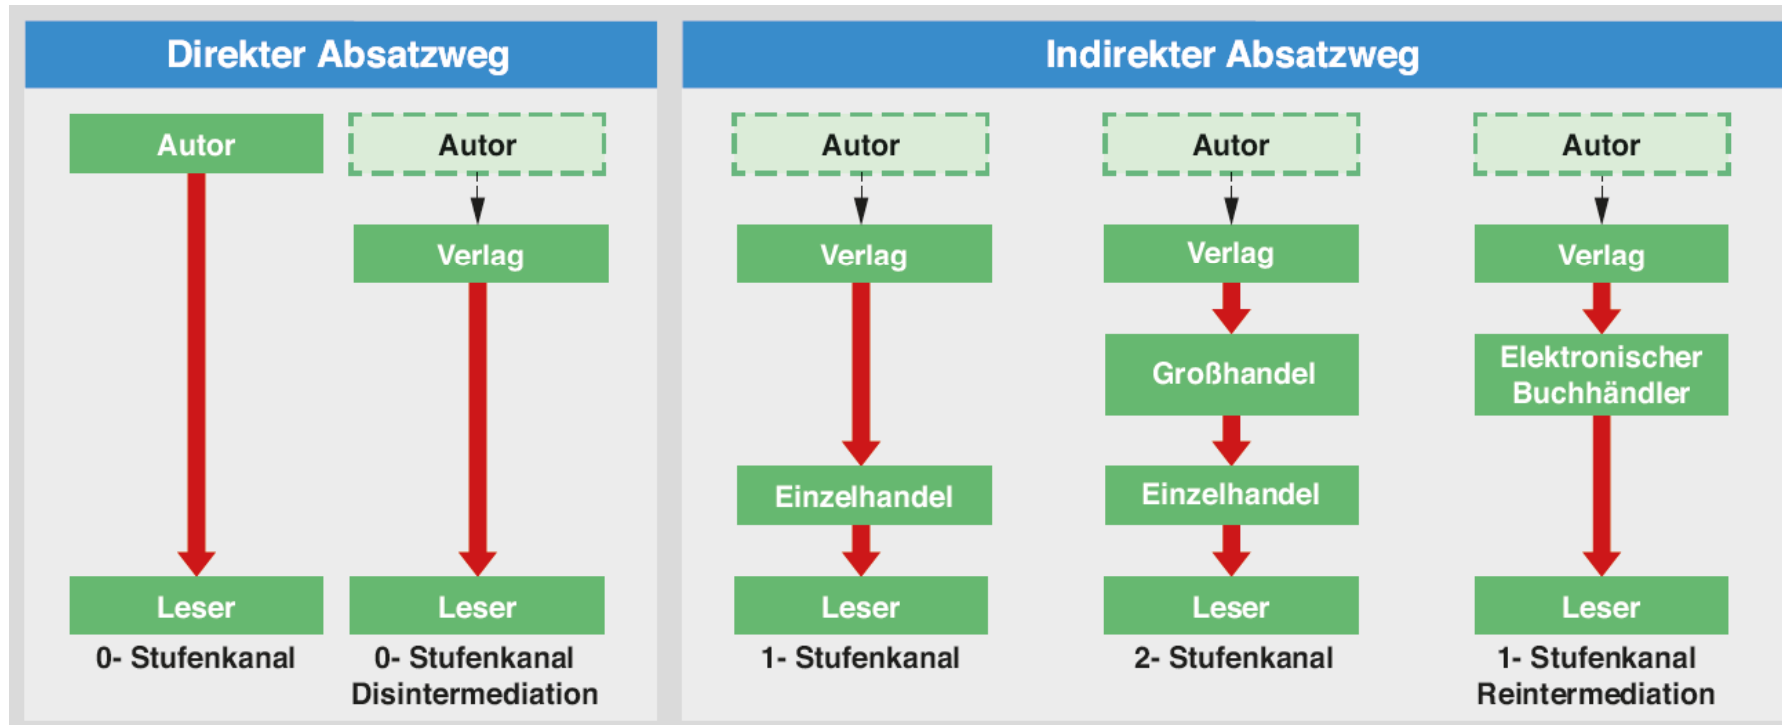 Direkter Absatzweg
Autor
Leser
0- Stufenkanal
Autor
Verlag
Leser
0- Stufenkanal
Disintermediation
Indirekter Absatzweg
Autor
Verlag
Einzelhandel
Leser
1- Stufenkanal
Autor
Verlag
Großhandel
Einzelhandel
Leser
2- Stufenkanal
Autor
Verlag
Elektronischer
Buchhändler
Leser
1- Stufenkanal
Reintermediation